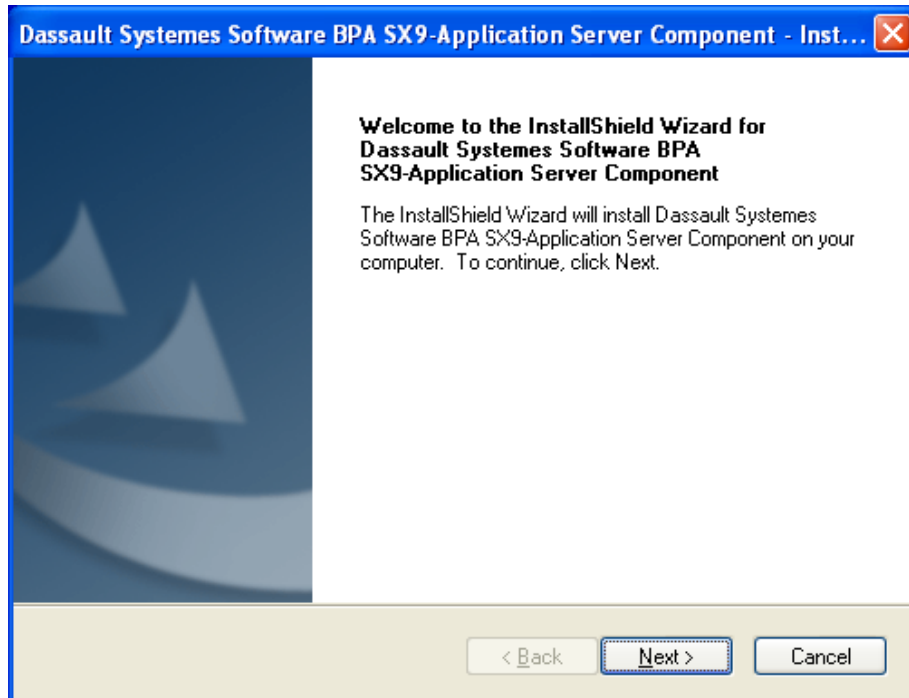 Dassault Systemes Software BPA SX9-Application Server Component - Inst...
Welcome to the InstallShield Wizard for
Dassault Systemes Software BPA
SX9-Application Server Component
The InstallShield Wizard will install Dassault Systemes
Software BPA SX9-Application Server Component on your
computer. To continue, click Next.
< Back
Next >
Cancel